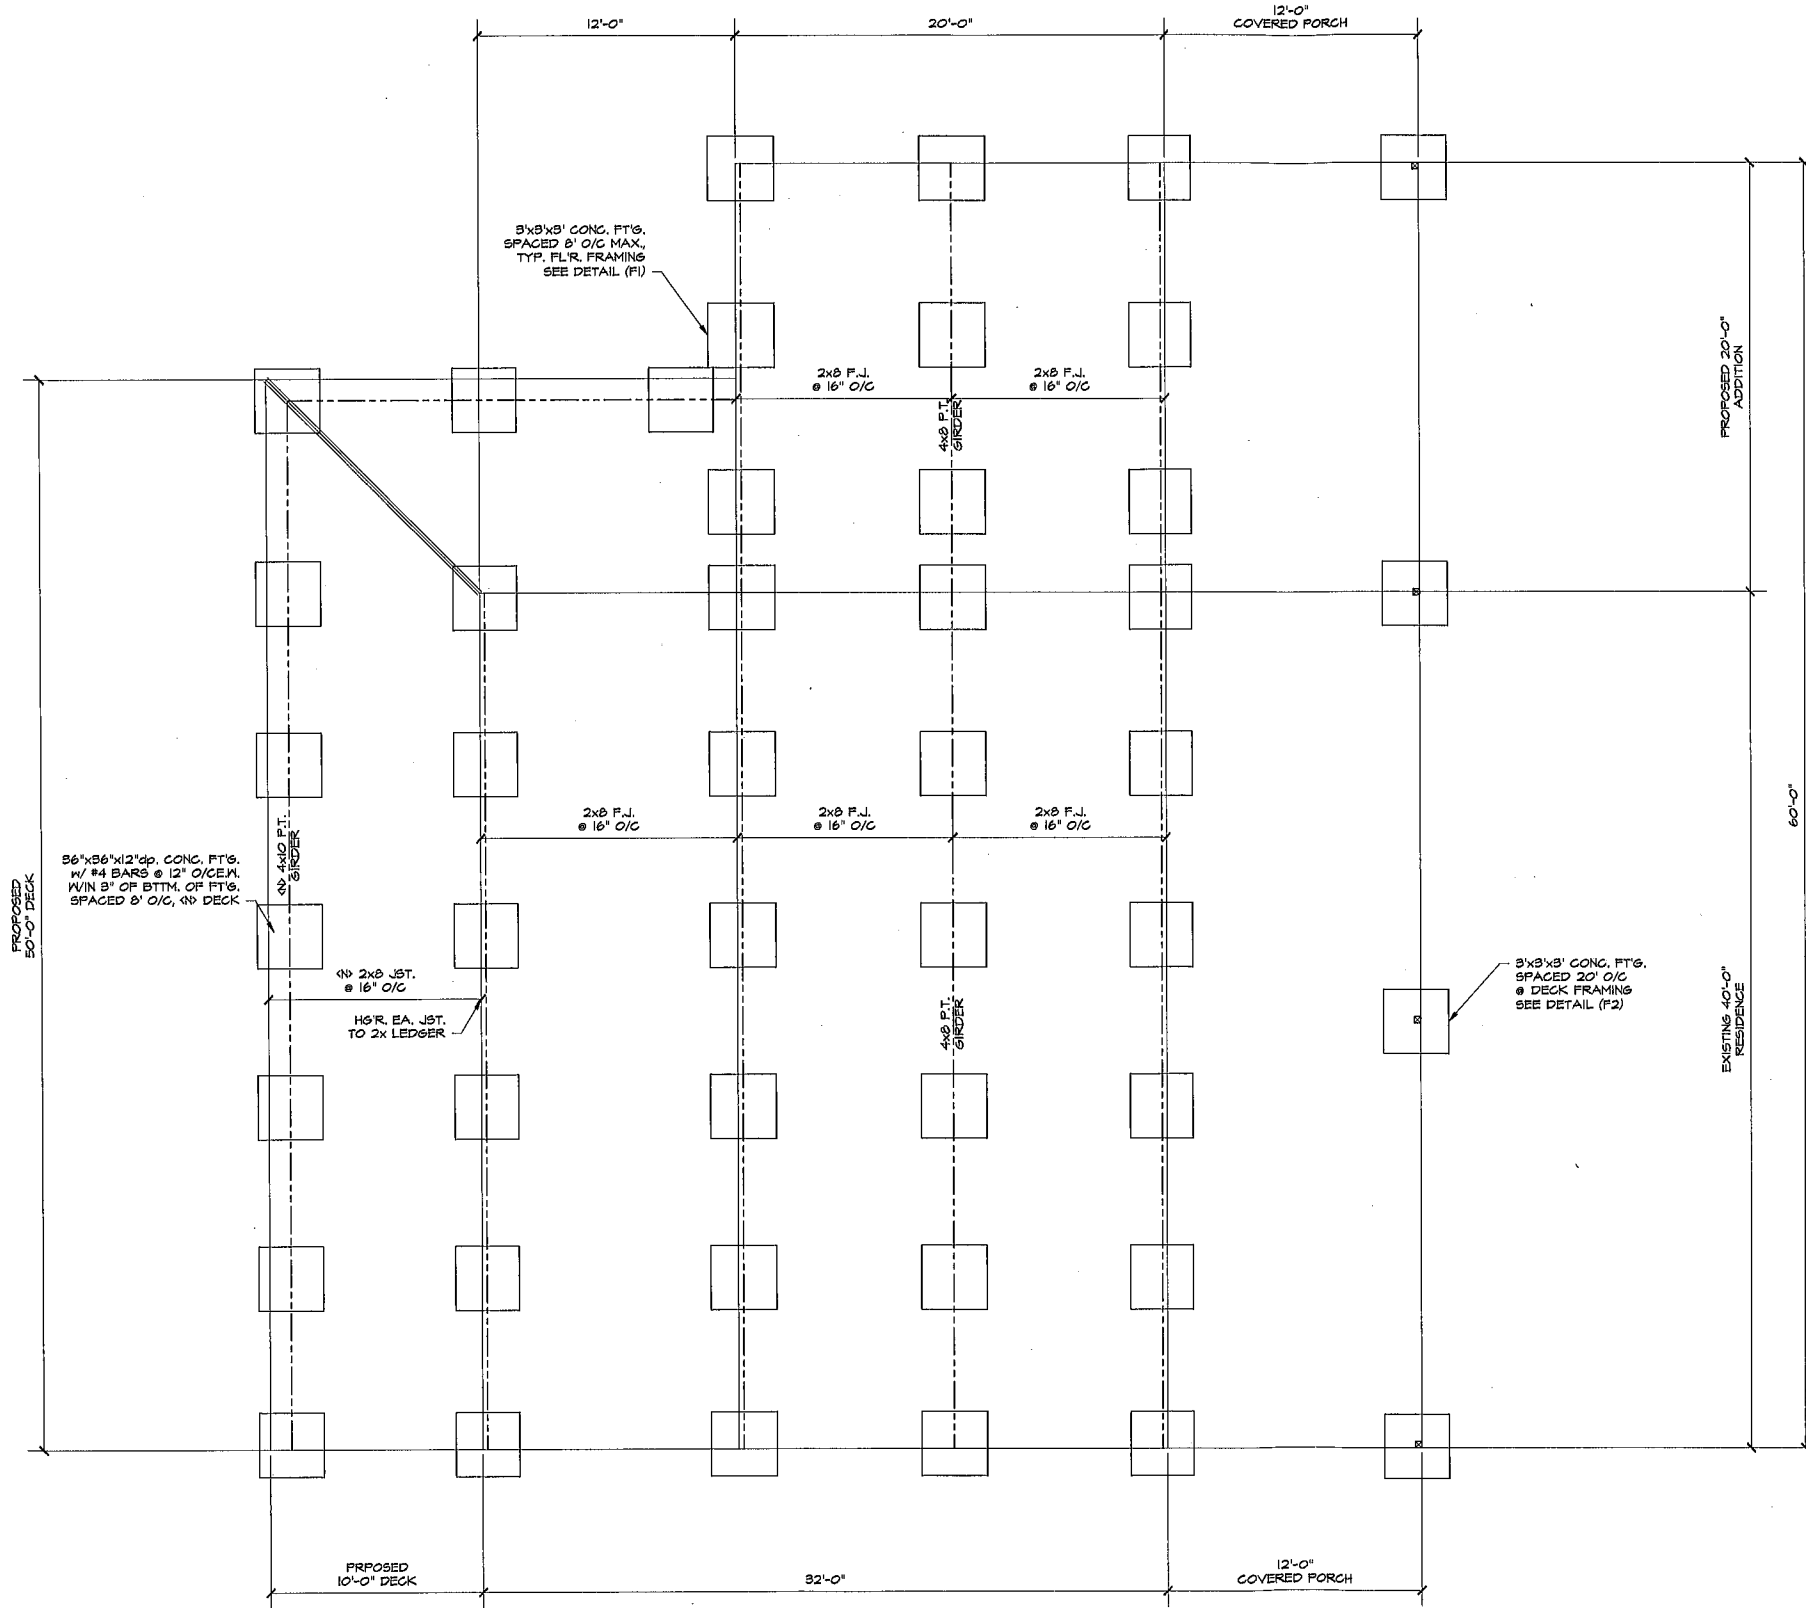 12'-0"
20'-0"
12'-0"
COVERED PORCH
3'x3'x3' CONC. FT'G.
SPACED 8' O/C MAX.,
TYP. FL'R. FRAMING
SEE DETAIL (F1)
2x8 F.J.
@ 16" O/C
2x8 F.J.
@ 16" O/C
4x8 P.T.
GIRDER
PROPOSED 20'-0"
ADDITION
60'-0"
PROPOSED
50'-0" DECK
36"x36"x12"dp. CONC. FT'G.
W/ #4 BARS @ 12" O/CE.W.
W/IN 3" OF BTTM. OF FT'G.
SPACED 8' O/C, <N> DECK
<N> 4x10 P.T.
GIRDER
2x8 F.J.
@ 16" O/C
2x8 F.J.
@ 16" O/C
2x8 F.J.
@ 16" O/C
<N> 2x8 JST.
@ 16" O/C
HG'R. EA. JST.
TO 2x LEDGER
4x8 P.T.
GIRDER
3'x3'x3' CONC. FT'G.
SPACED 20' O/C
@ DECK FRAMING
SEE DETAIL (F2)
EXISTING 40'-0"
RESIDENCE
PRPOSED
10'-0" DECK
32'-0"
12'-0"
COVERED PORCH